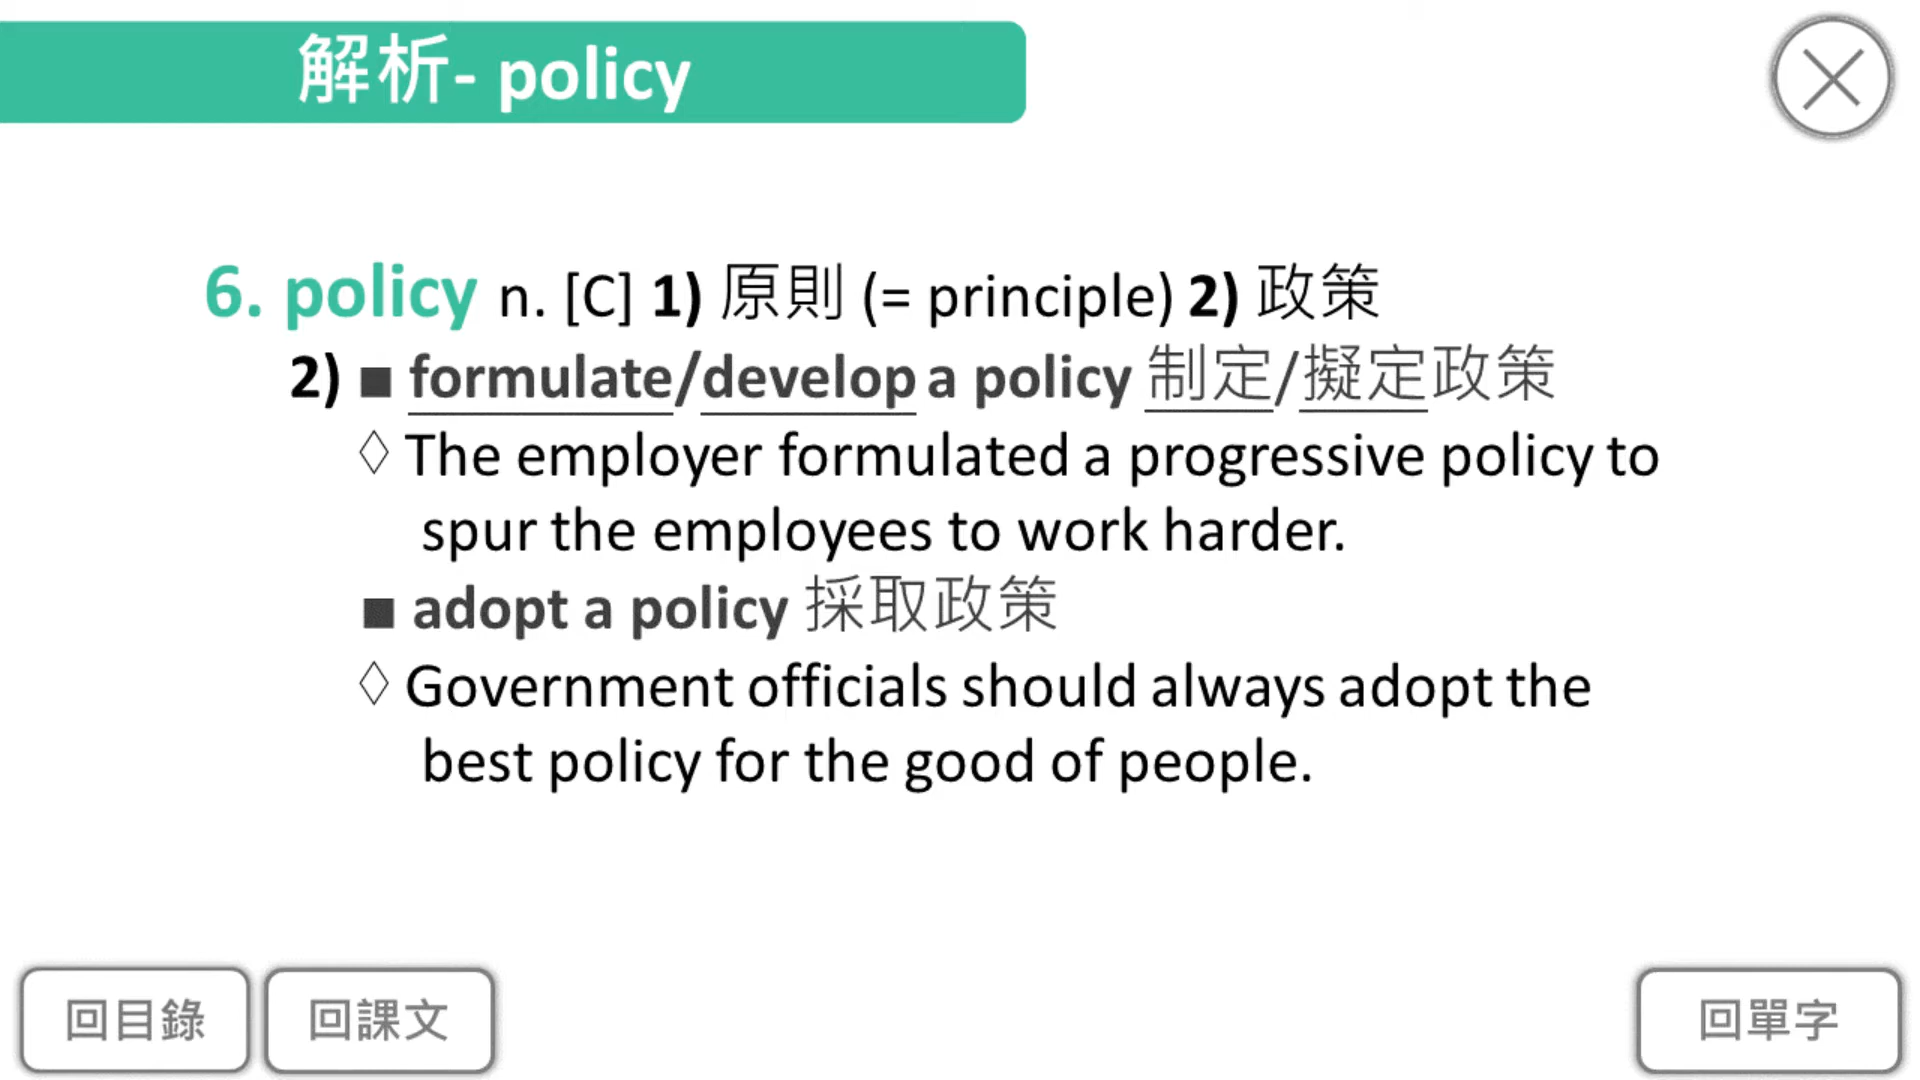 解析- policy
6. policy n. [C] 1) 原則 (= principle) 2) 政策
2) ■ formulate/develop a policy 制定/擬定政策
◊ The employer formulated a progressive policy to
spur the employees to work harder.
■ adopt a policy 採取政策
◊ Government officials should always adopt the
best policy for the good of people.
回目錄 回課文 回單字